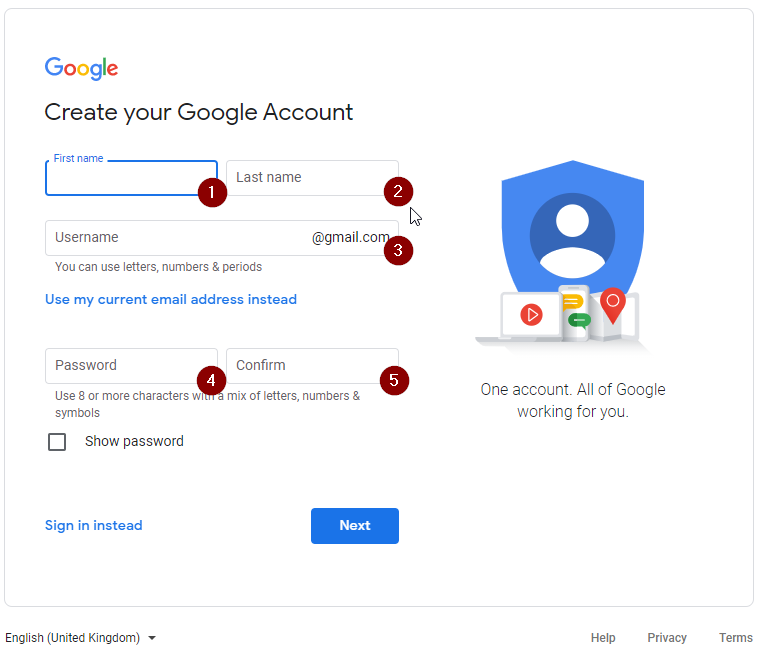 Google
Create your Google Account
First name
1
Last name
2
Username
@gmail.com
3
You can use letters, numbers & periods
Use my current email address instead
Password
4
Confirm
5
Use 8 or more characters with a mix of letters, numbers &
symbols
Show password
Sign in instead
Next
One account. All of Google
working for you.
English (United Kingdom)
Help
Privacy
Terms